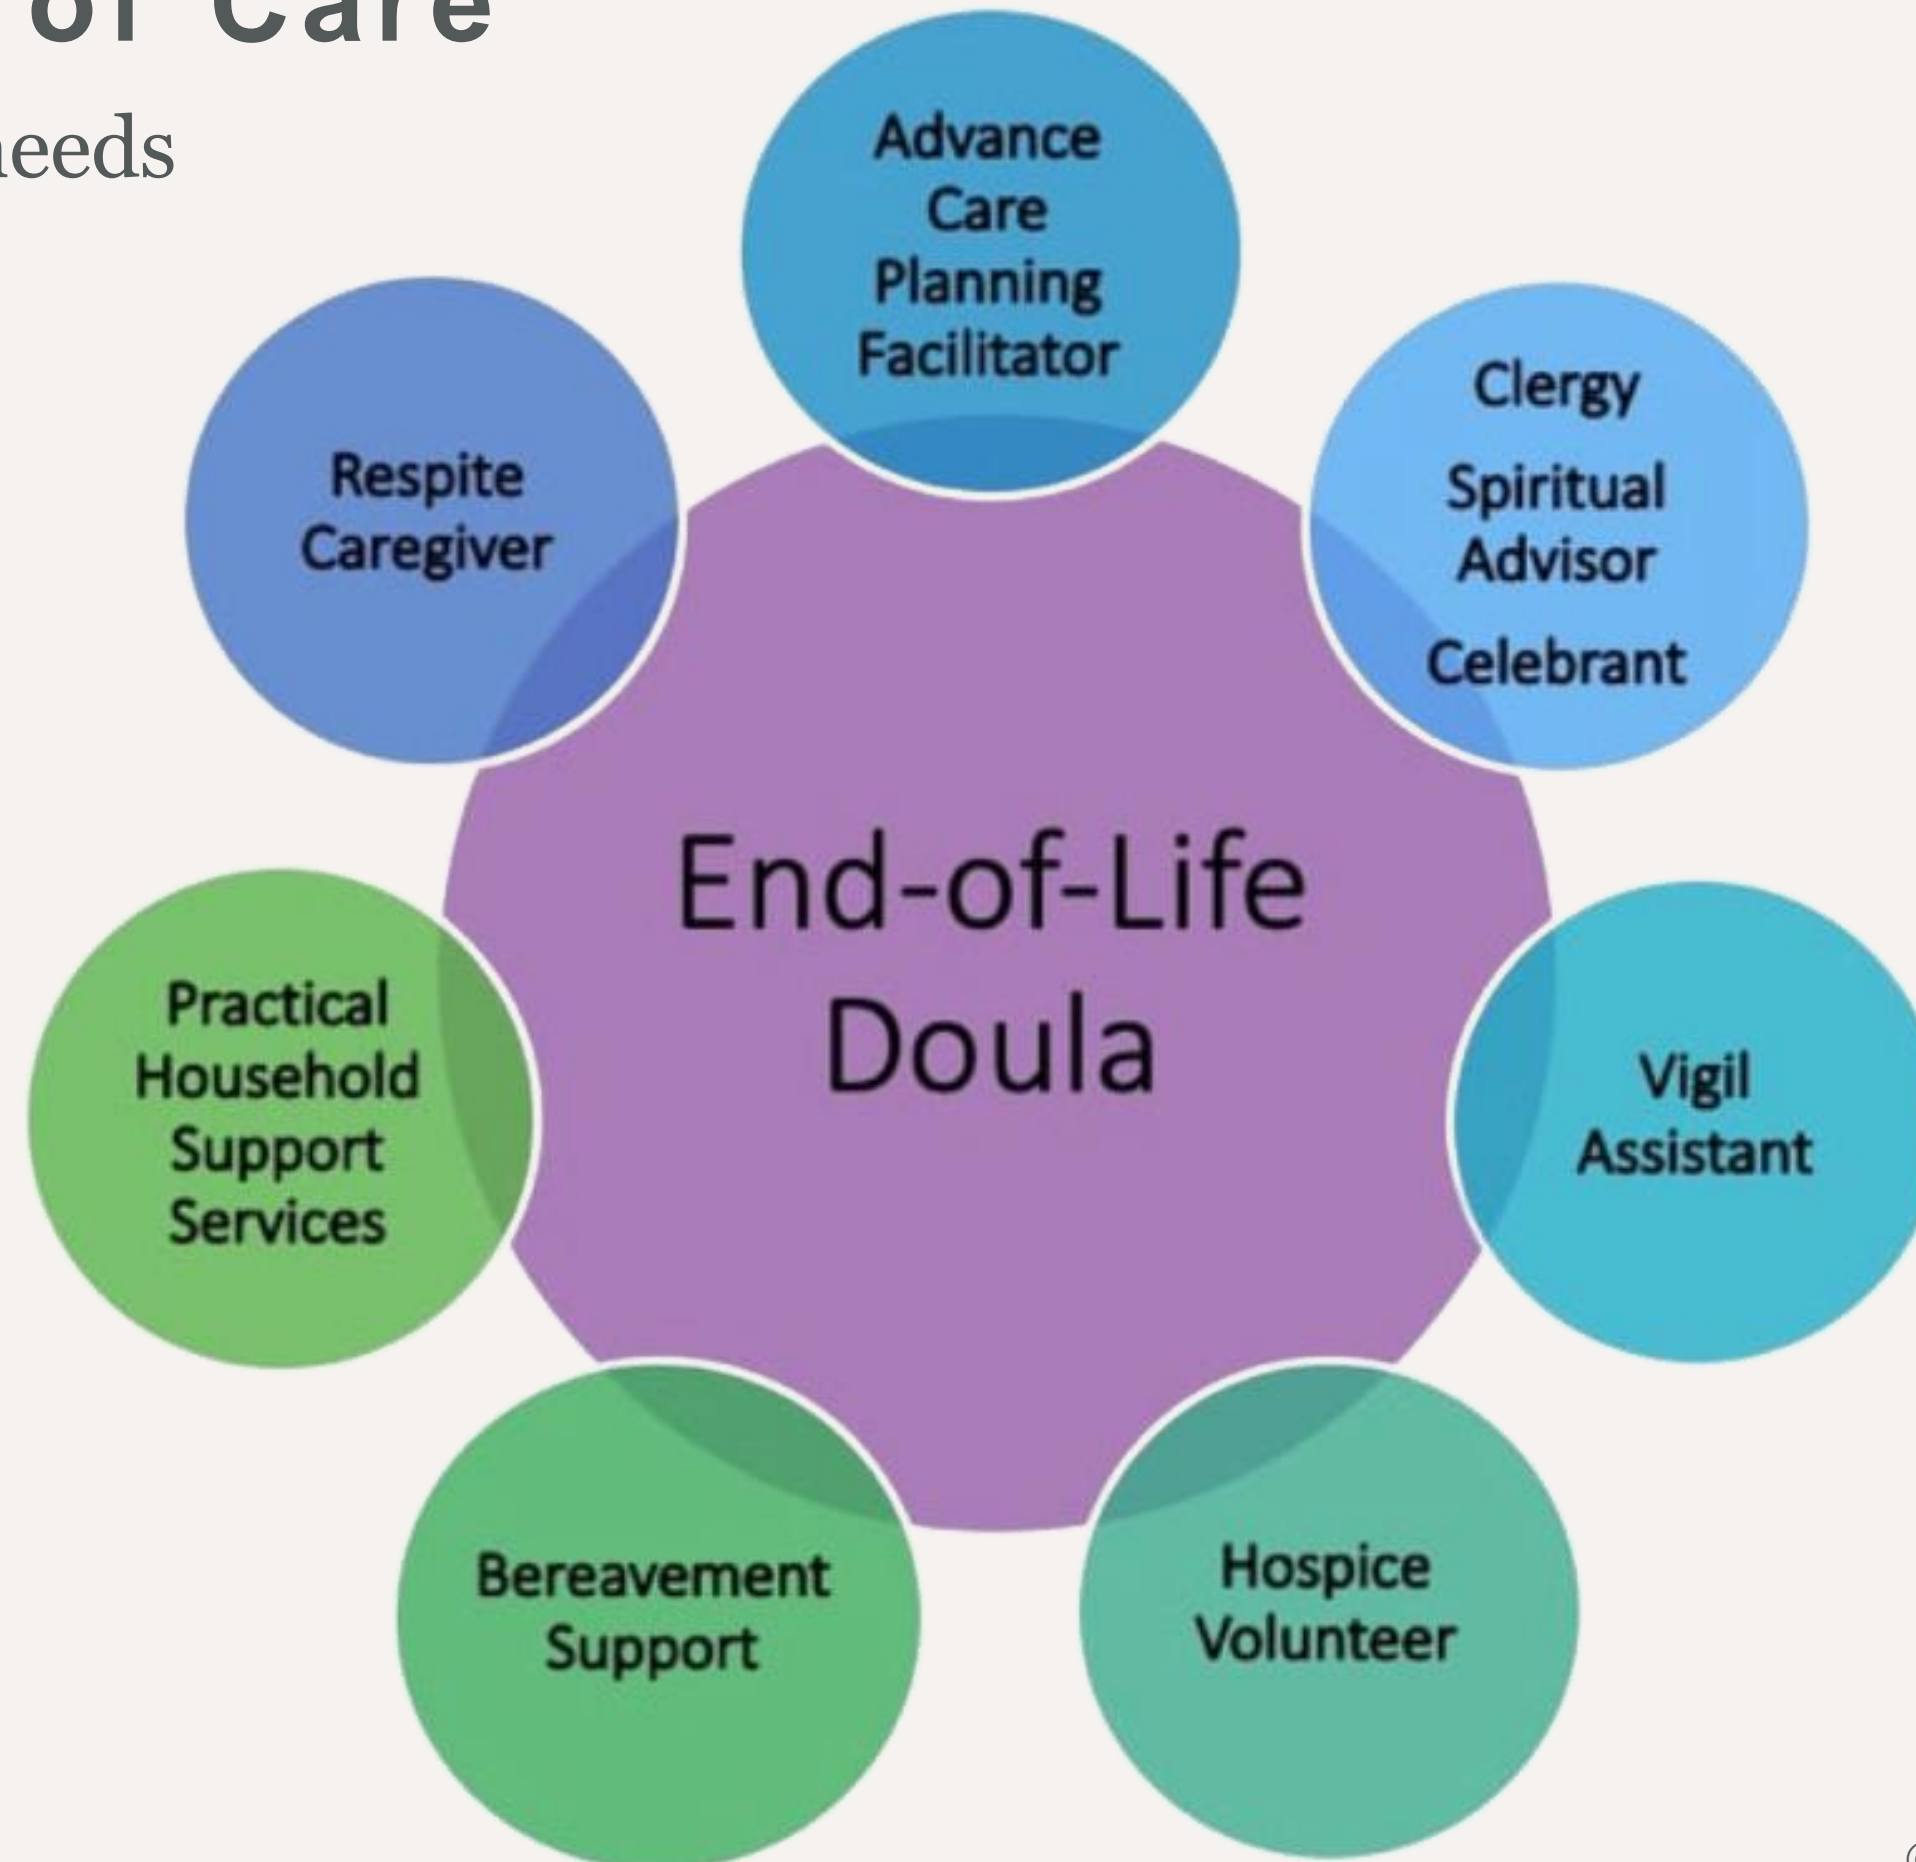 of Care
needs
Advance
Care
Planning
Facilitator
Clergy
Spiritual
Advisor
Celebrant
Respite
Caregiver
End-of-Life
Doula
Vigil
Assistant
Practical
Household
Support
Services
Bereavement
Support
Hospice
Volunteer